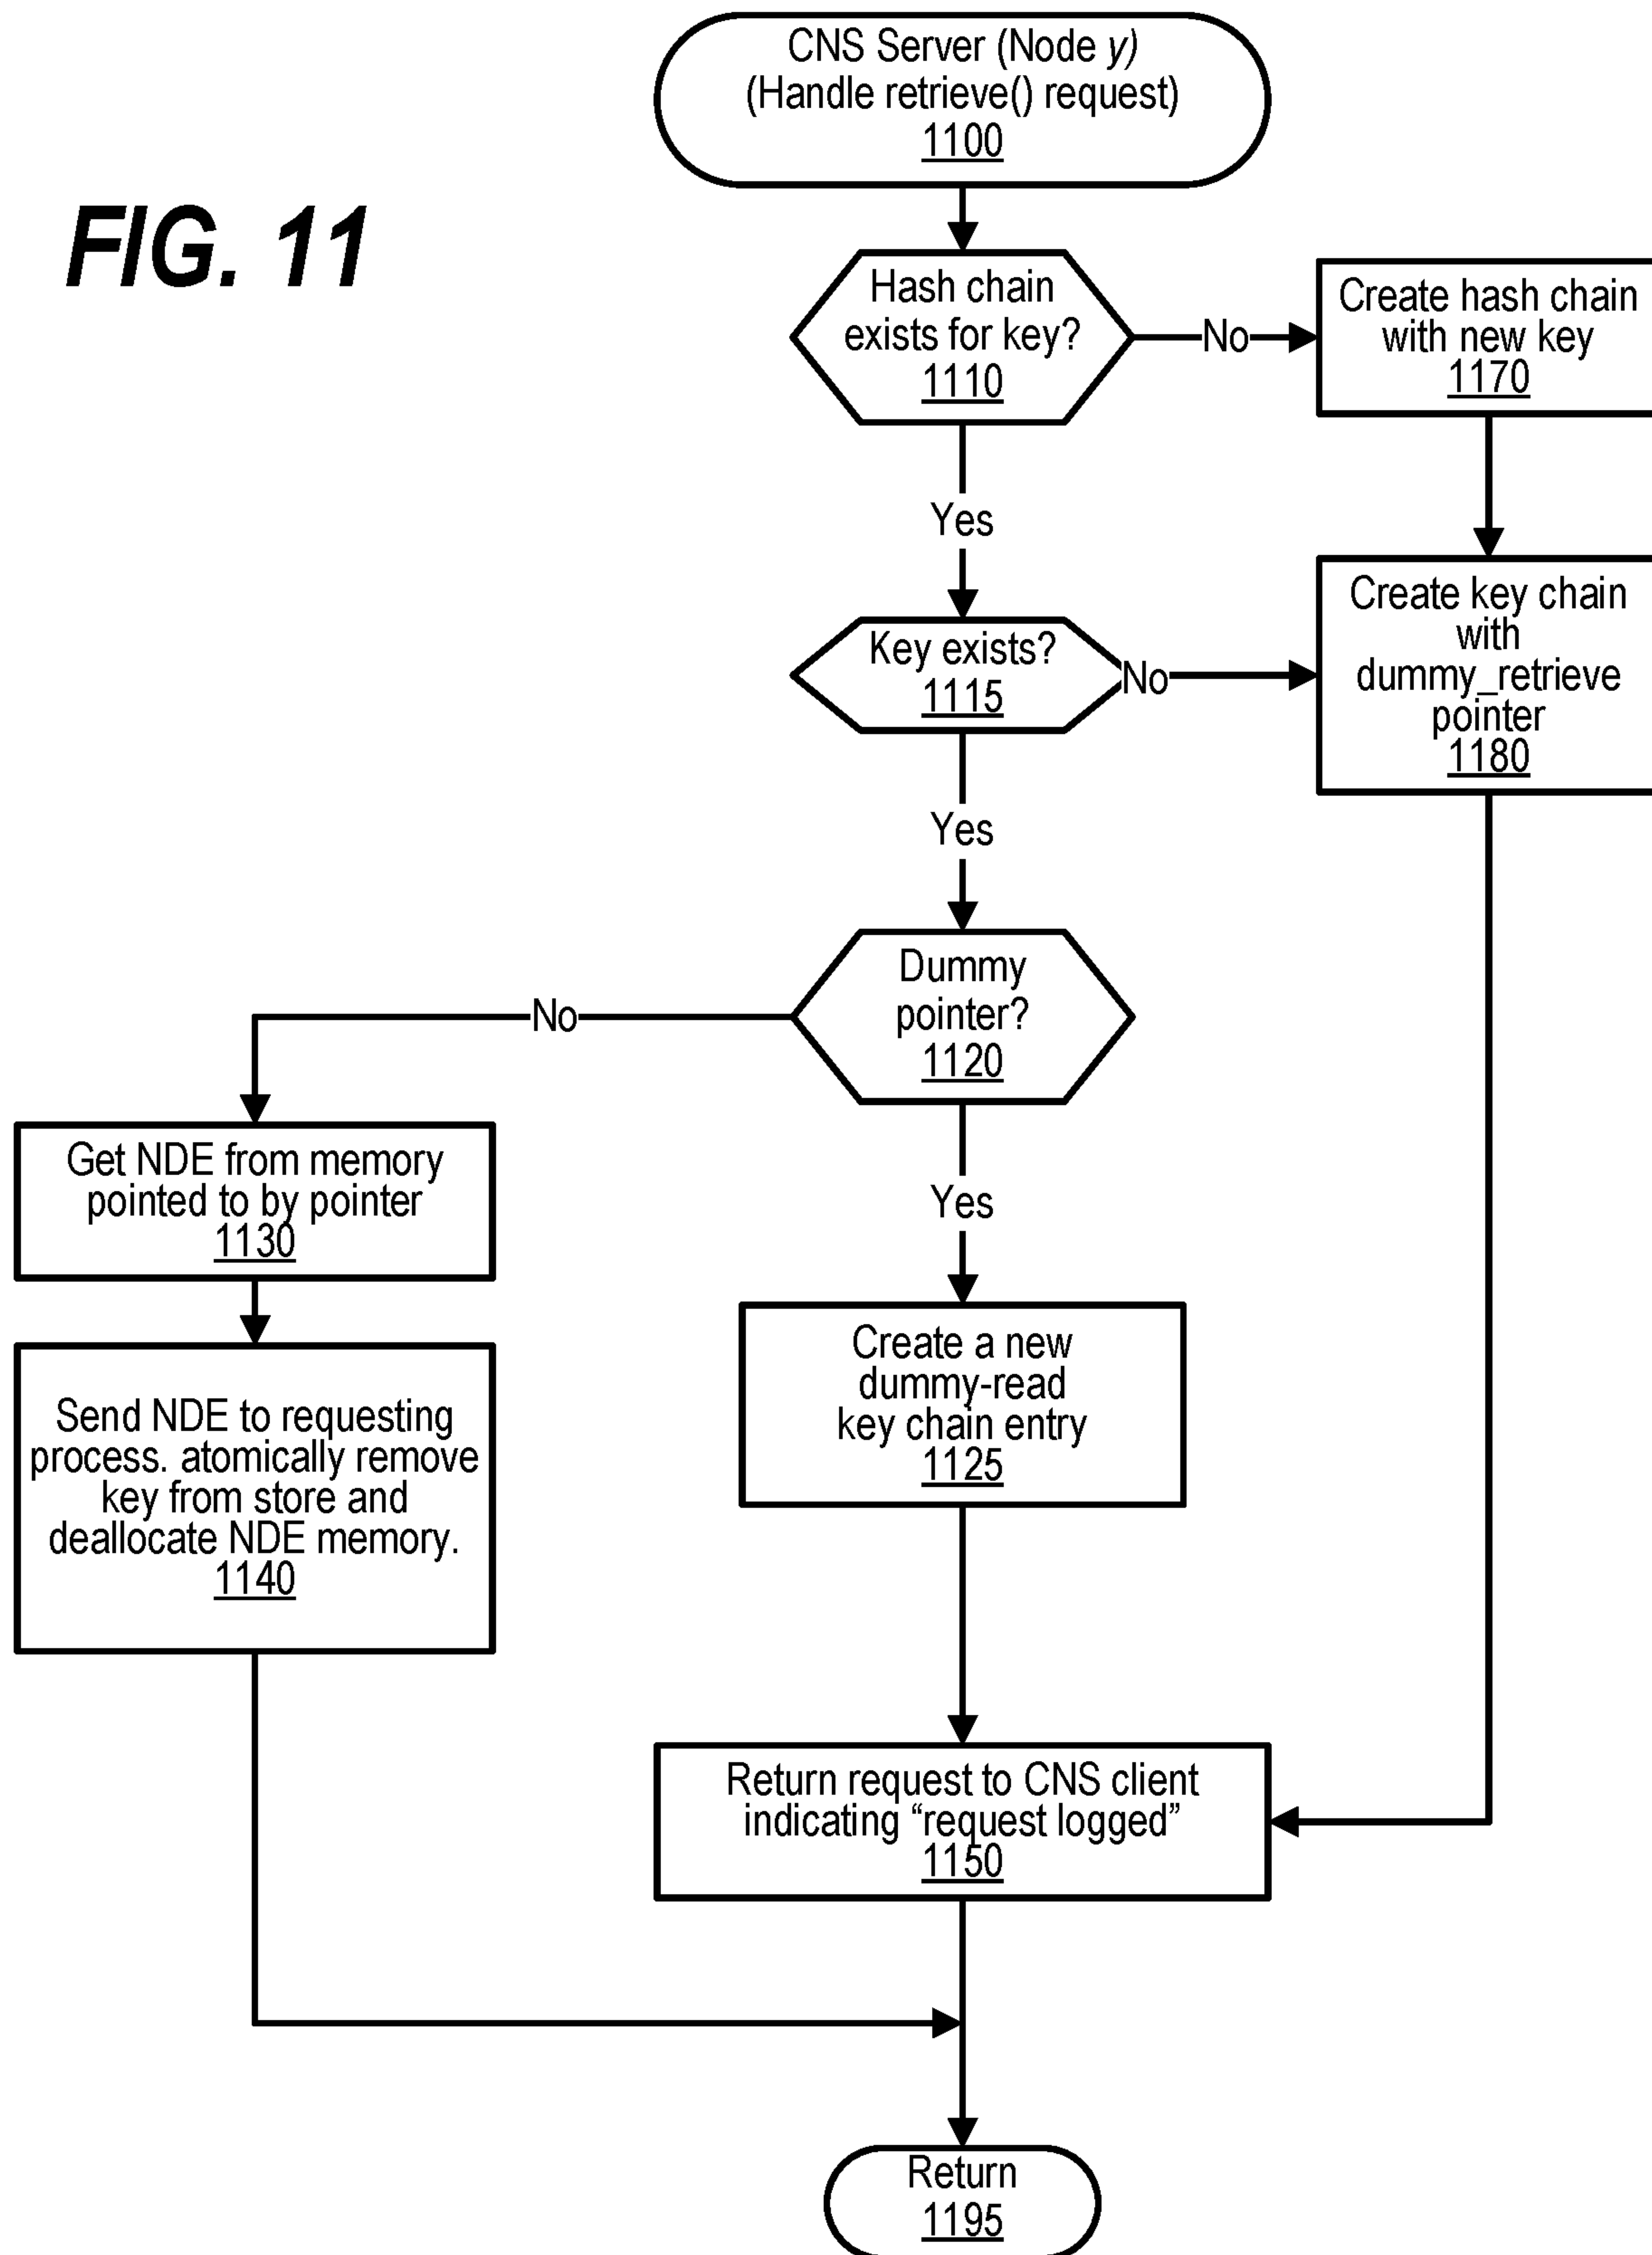 CNS Server (Node y)
(Handle retrieve() request)
1100
FIG. 11
Hash chain
exists for key?
1110
No
Create hash chain
with new key
1170
Yes
Key exists?
1115
No
Create key chain
with
dummy_retrieve
pointer
1180
Yes
Dummy
pointer?
1120
No
Get NDE from memory
pointed to by pointer
1130
Yes
Create a new
dummy-read
key chain entry
1125
Send NDE to requesting
process. atomically remove
key from store and
deallocate NDE memory.
1140
Return request to CNS client
indicating “request logged”
1150
Return
1195